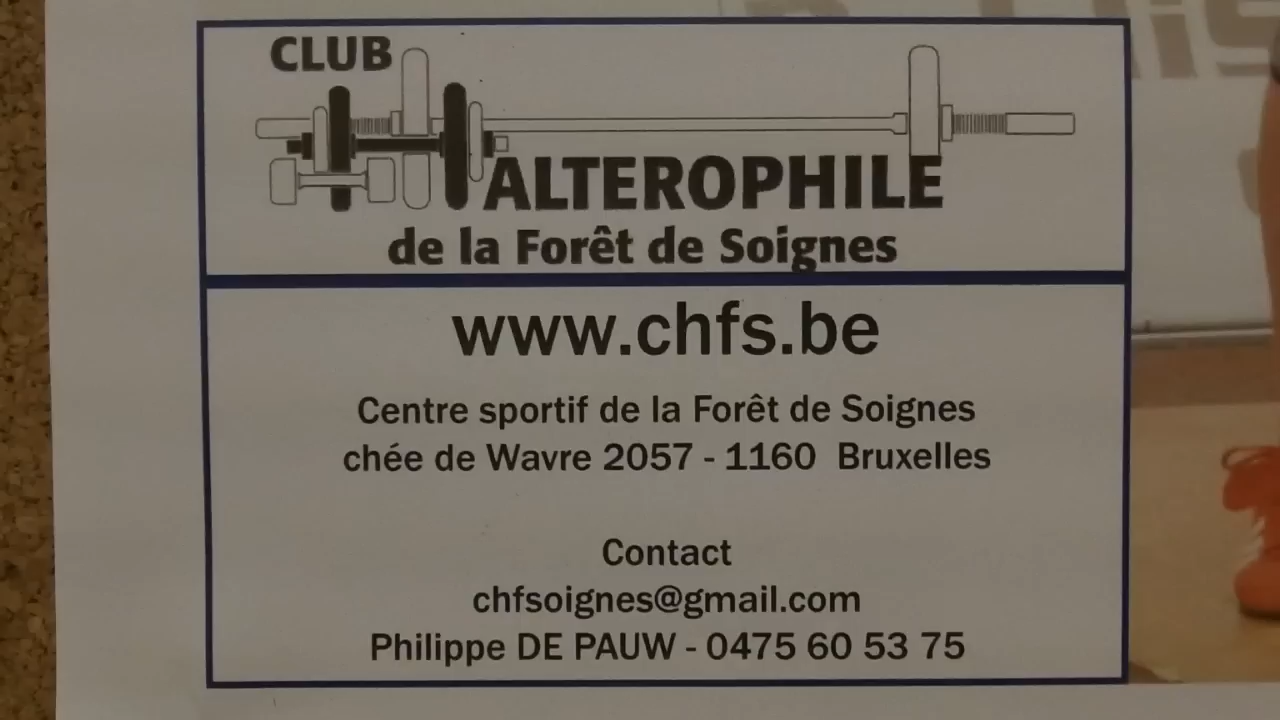 CLUB
HALTEROPHILE
de la Forêt de Soignes
www.chfs.be
Centre sportif de la Forêt de Soignes
chée de Wavre 2057 - 1160 Bruxelles
Contact
chfsoignes@gmail.com
Philippe DE PAUW - 0475 60 53 75